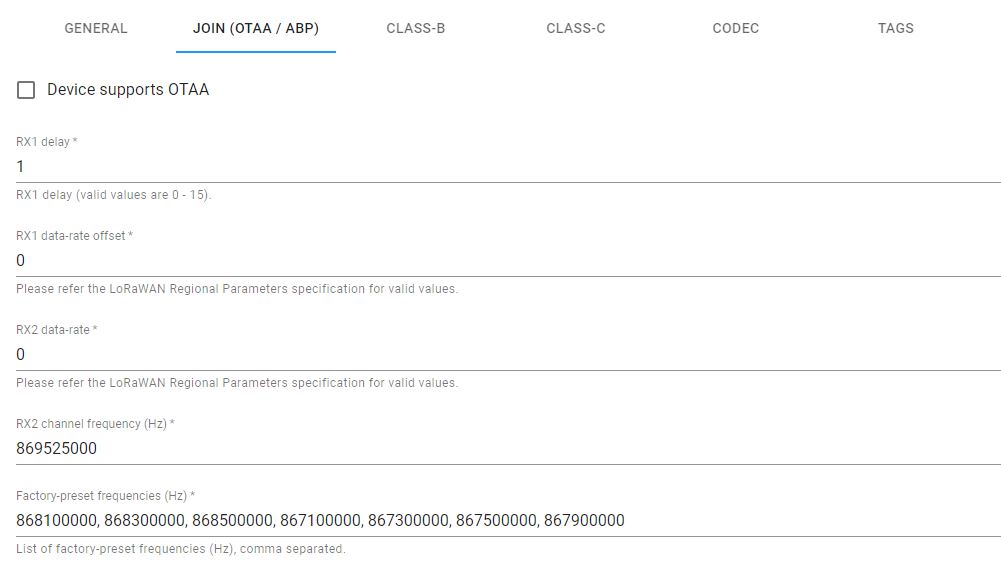 GENERAL JOIN (OTAA / ABP) CLASS-B CLASS-C CODEC TAGS
Device supports OTAA
RX1 delay *
1
RX1 delay (valid values are 0 - 15).
RX1 data-rate offset *
0
Please refer the LoRaWAN Regional Parameters specification for valid values.
RX2 data-rate *
0
Please refer the LoRaWAN Regional Parameters specification for valid values.
RX2 channel frequency (Hz) *
869525000
Factory-preset frequencies (Hz) *
868100000, 868300000, 868500000, 867100000, 867300000, 867500000, 867900000
List of factory-preset frequencies (Hz), comma separated.